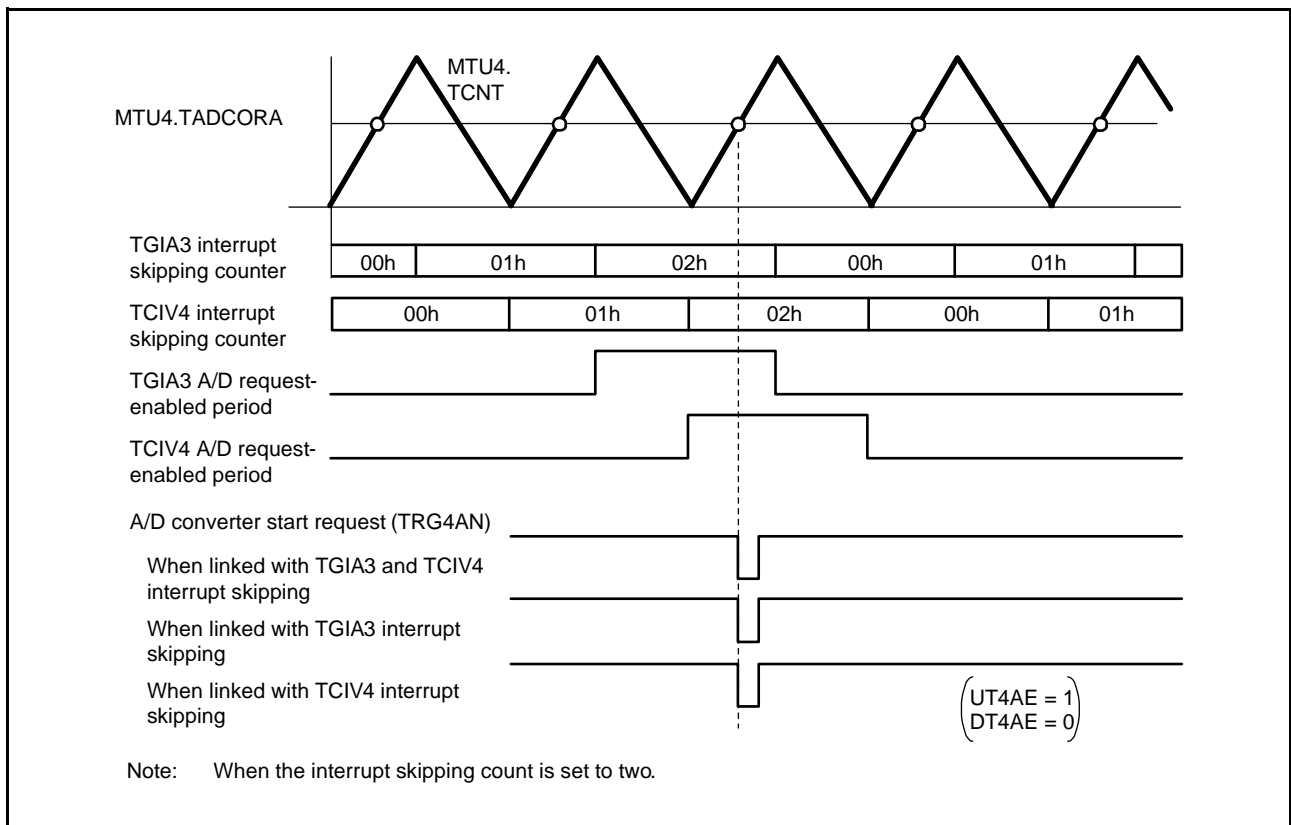 MTU4.
TCNT
MTU4.TADCORA
TGIA3 interrupt
skipping counter
00h 01h 02h 00h 01h
TCIV4 interrupt
skipping counter
00h 01h 02h 00h 01h
TGIA3 A/D request-
enabled period
TCIV4 A/D request-
enabled period
A/D converter start request (TRG4AN)
When linked with TGIA3 and TCIV4
interrupt skipping
When linked with TGIA3 interrupt
skipping
When linked with TCIV4 interrupt
skipping
UT4AE = 1
DT4AE = 0
Note: When the interrupt skipping count is set to two.